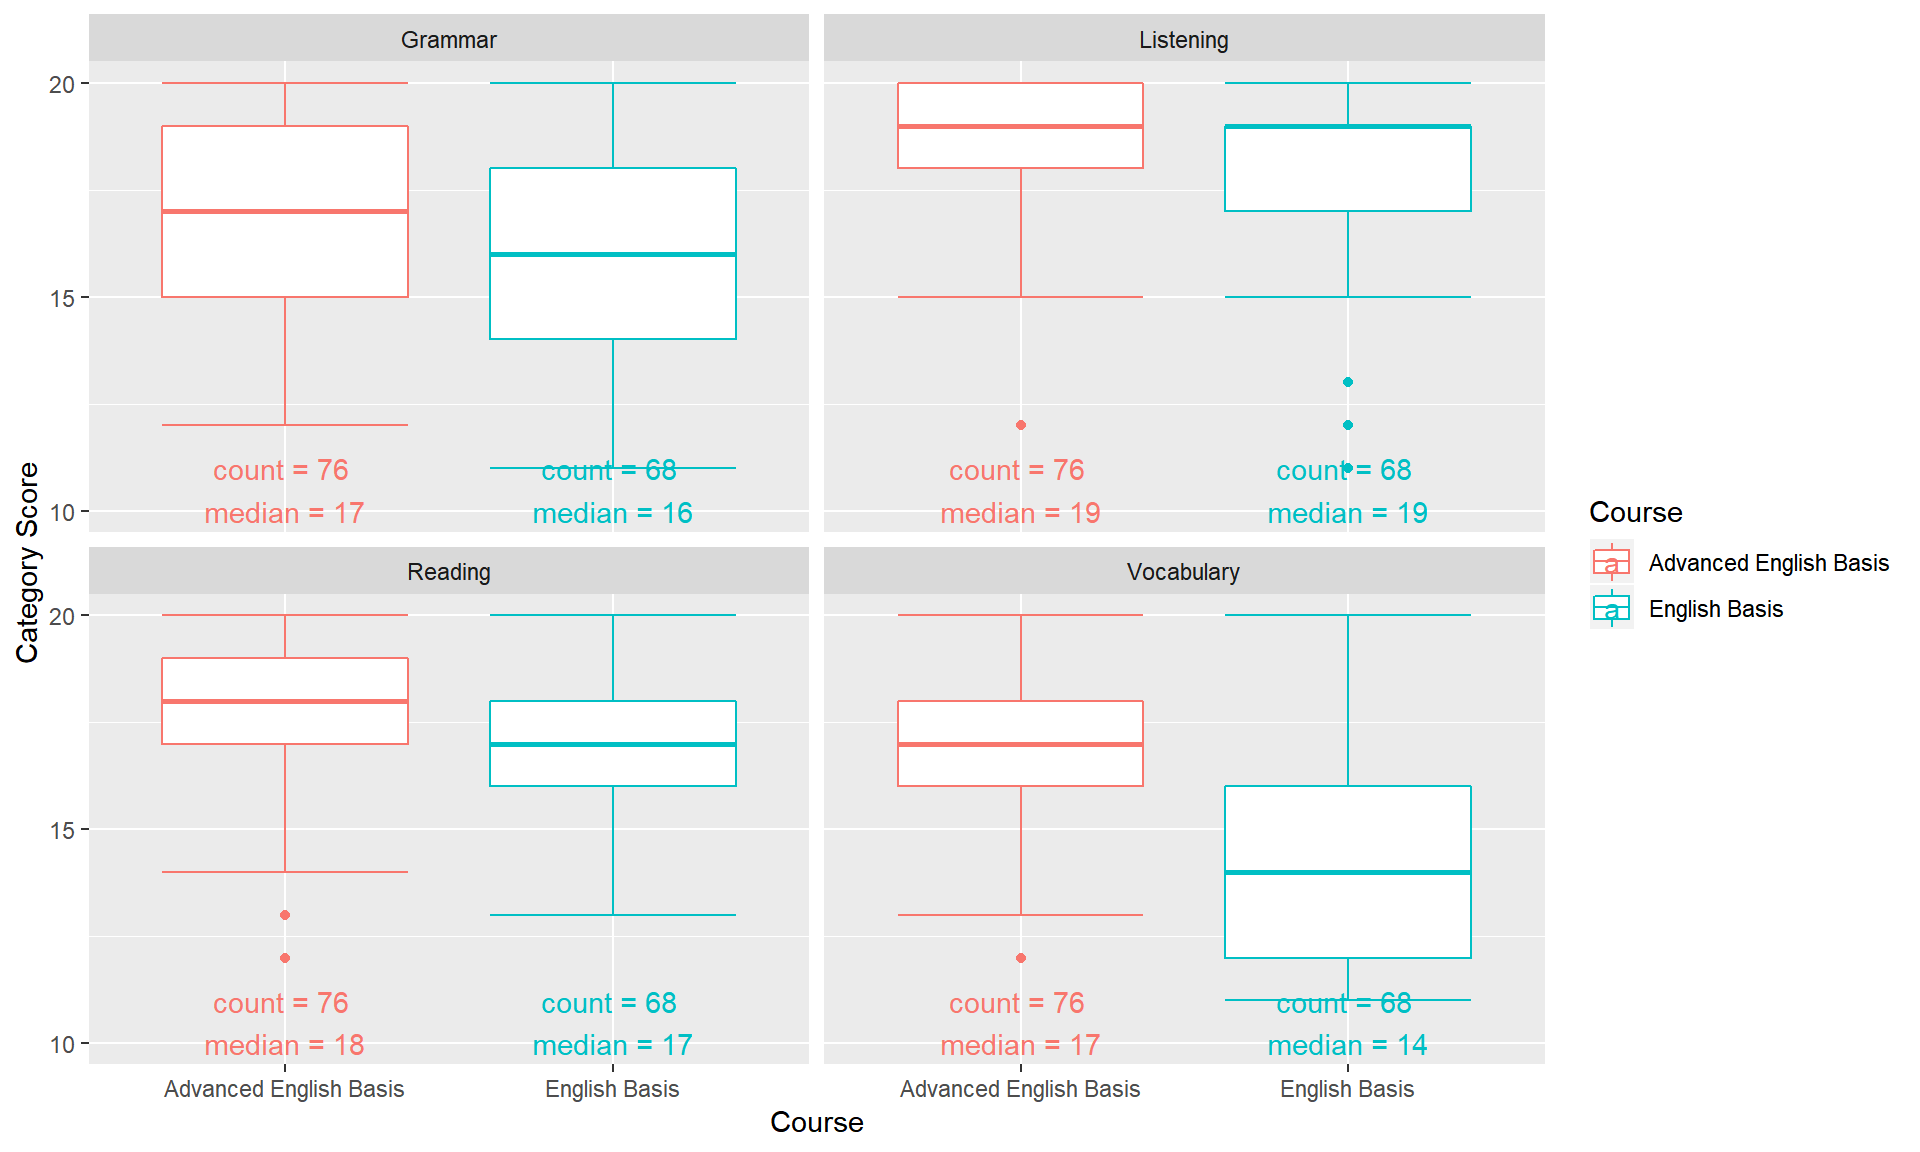 Grammar
Listening
20
15
10
count = 76
median = 17
count = 68
median = 16
count = 76
median = 19
count = 68
median = 19
Category Score
Reading
Vocabulary
20
15
10
count = 76
median = 18
count = 68
median = 17
count = 76
median = 17
count = 68
median = 14
Advanced English Basis
English Basis
Advanced English Basis
English Basis
Course
Course
a Advanced English Basis
a English Basis